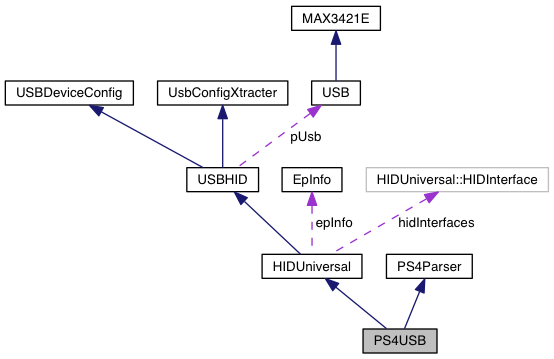 MAX3421E
USBDeviceConfig
UsbConfigXtracter
USB
pUsb
USBHID
EpInfo
HIDUniversal::HIDInterface
epInfo
hidInterfaces
HIDUniversal
PS4Parser
PS4USB